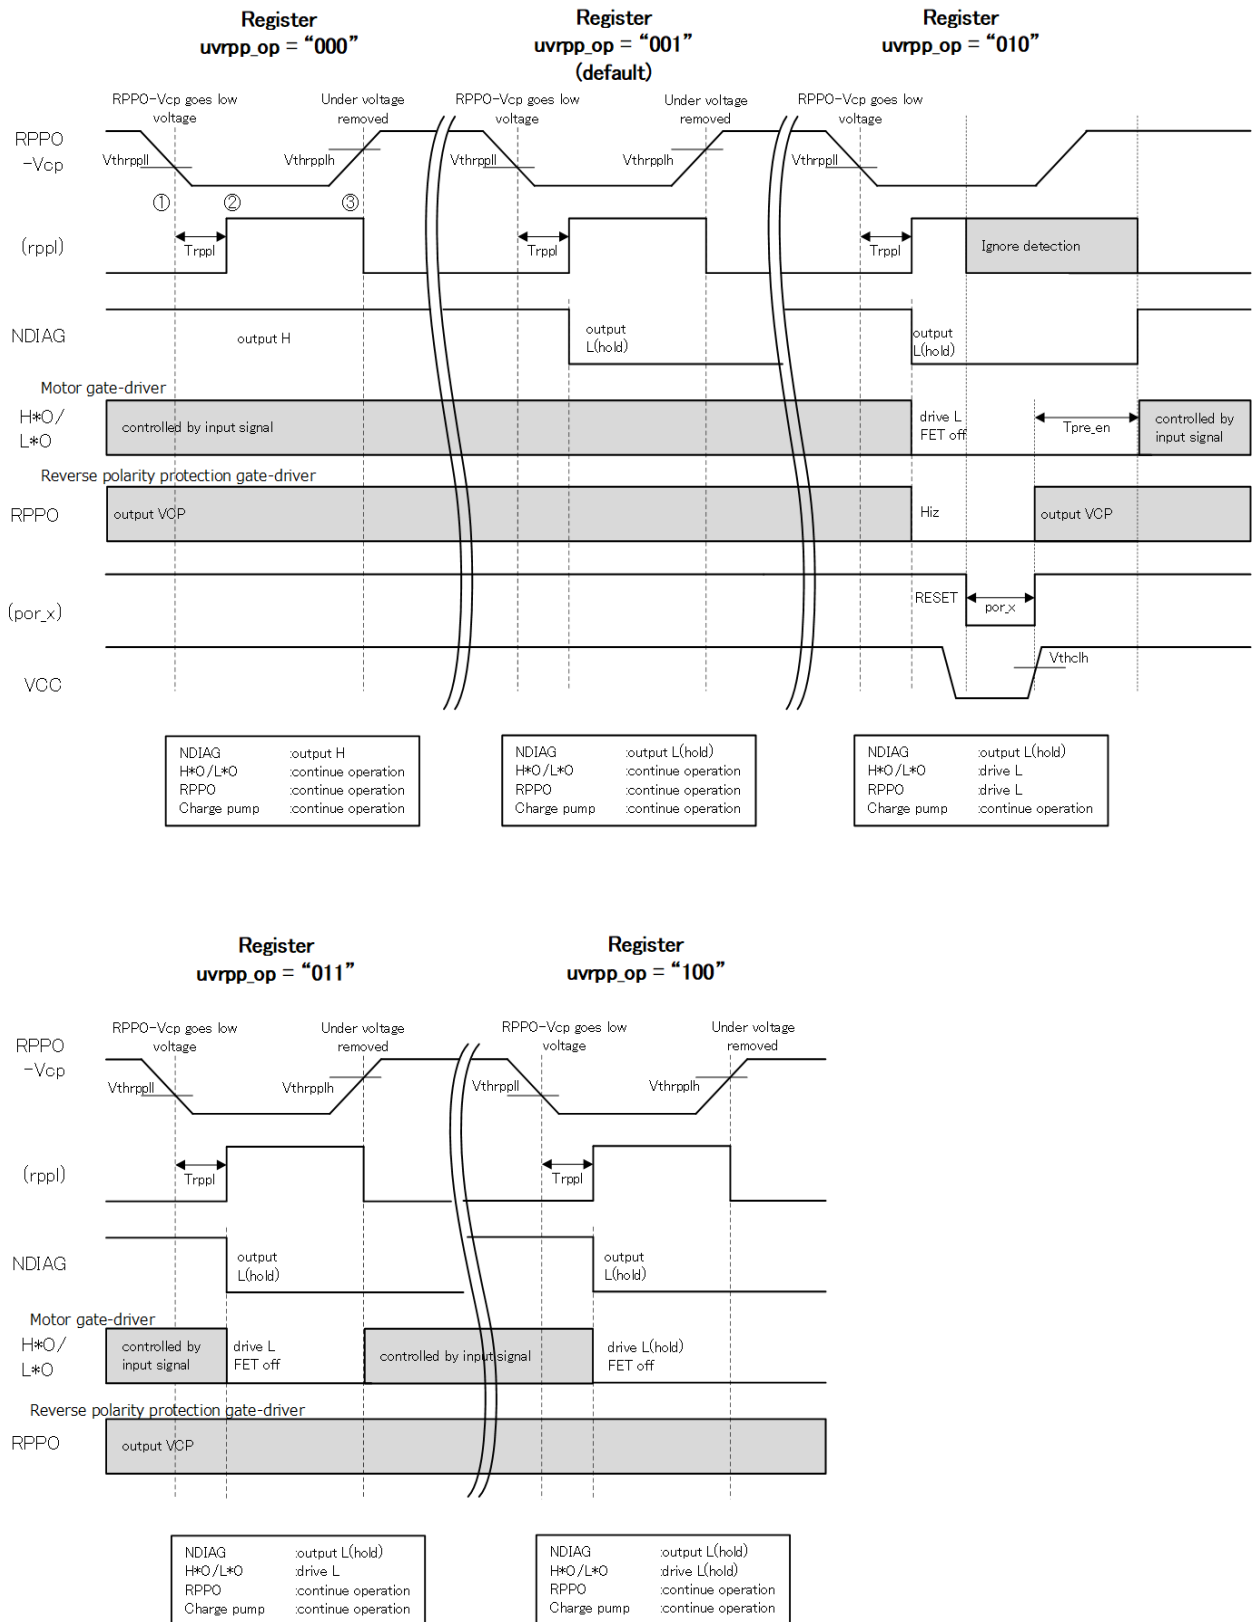 Register
uvrpp_op = “000”
Register
uvrpp_op = “001”
(default)
Register
uvrpp_op = “010”
RPPO-Vcp goes low
voltage
Under voltage
removed
RPPO-Vcp goes low
voltage
Under voltage
removed
RPPO-Vcp goes low
voltage
RPPO
-Vcp
Vthrppll
Vthrpplh
Vthrppll
Vthrpplh
Vthrppll
①
②
③
(rppl)
Trppl
Trppl
Trppl
Ignore detection
NDIAG
output H
output
L(hold)
output
L(hold)
Motor gate-driver
H*O/
L*O
controlled by input signal
drive L
FET off
Tpre_en
controlled by
input signal
Reverse polarity protection gate-driver
RPPO
output VCP
Hiz
output VCP
(por_x)
RESET
por_x
VCC
Vthclh
NDIAG :output H
H*O/L*O :continue operation
RPPO :continue operation
Charge pump :continue operation
NDIAG :output L(hold)
H*O/L*O :continue operation
RPPO :continue operation
Charge pump :continue operation
NDIAG :output L(hold)
H*O/L*O :drive L
RPPO :drive L
Charge pump :continue operation
Register
uvrpp_op = “011”
Register
uvrpp_op = “100”
RPPO-Vcp goes low
voltage
Under voltage
removed
RPPO-Vcp goes low
voltage
Under voltage
removed
RPPO
-Vcp
Vthrppll
Vthrpplh
Vthrppll
Vthrpplh
(rppl)
Trppl
Trppl
NDIAG
output
L(hold)
output
L(hold)
Motor gate-driver
H*O/
L*O
controlled by
input signal
drive L
FET off
controlled by input signal
drive L(hold)
FET off
Reverse polarity protection gate-driver
RPPO
output VCP
NDIAG :output L(hold)
H*O/L*O :drive L
RPPO :continue operation
Charge pump :continue operation
NDIAG :output L(hold)
H*O/L*O :drive L(hold)
RPPO :continue operation
Charge pump :continue operation